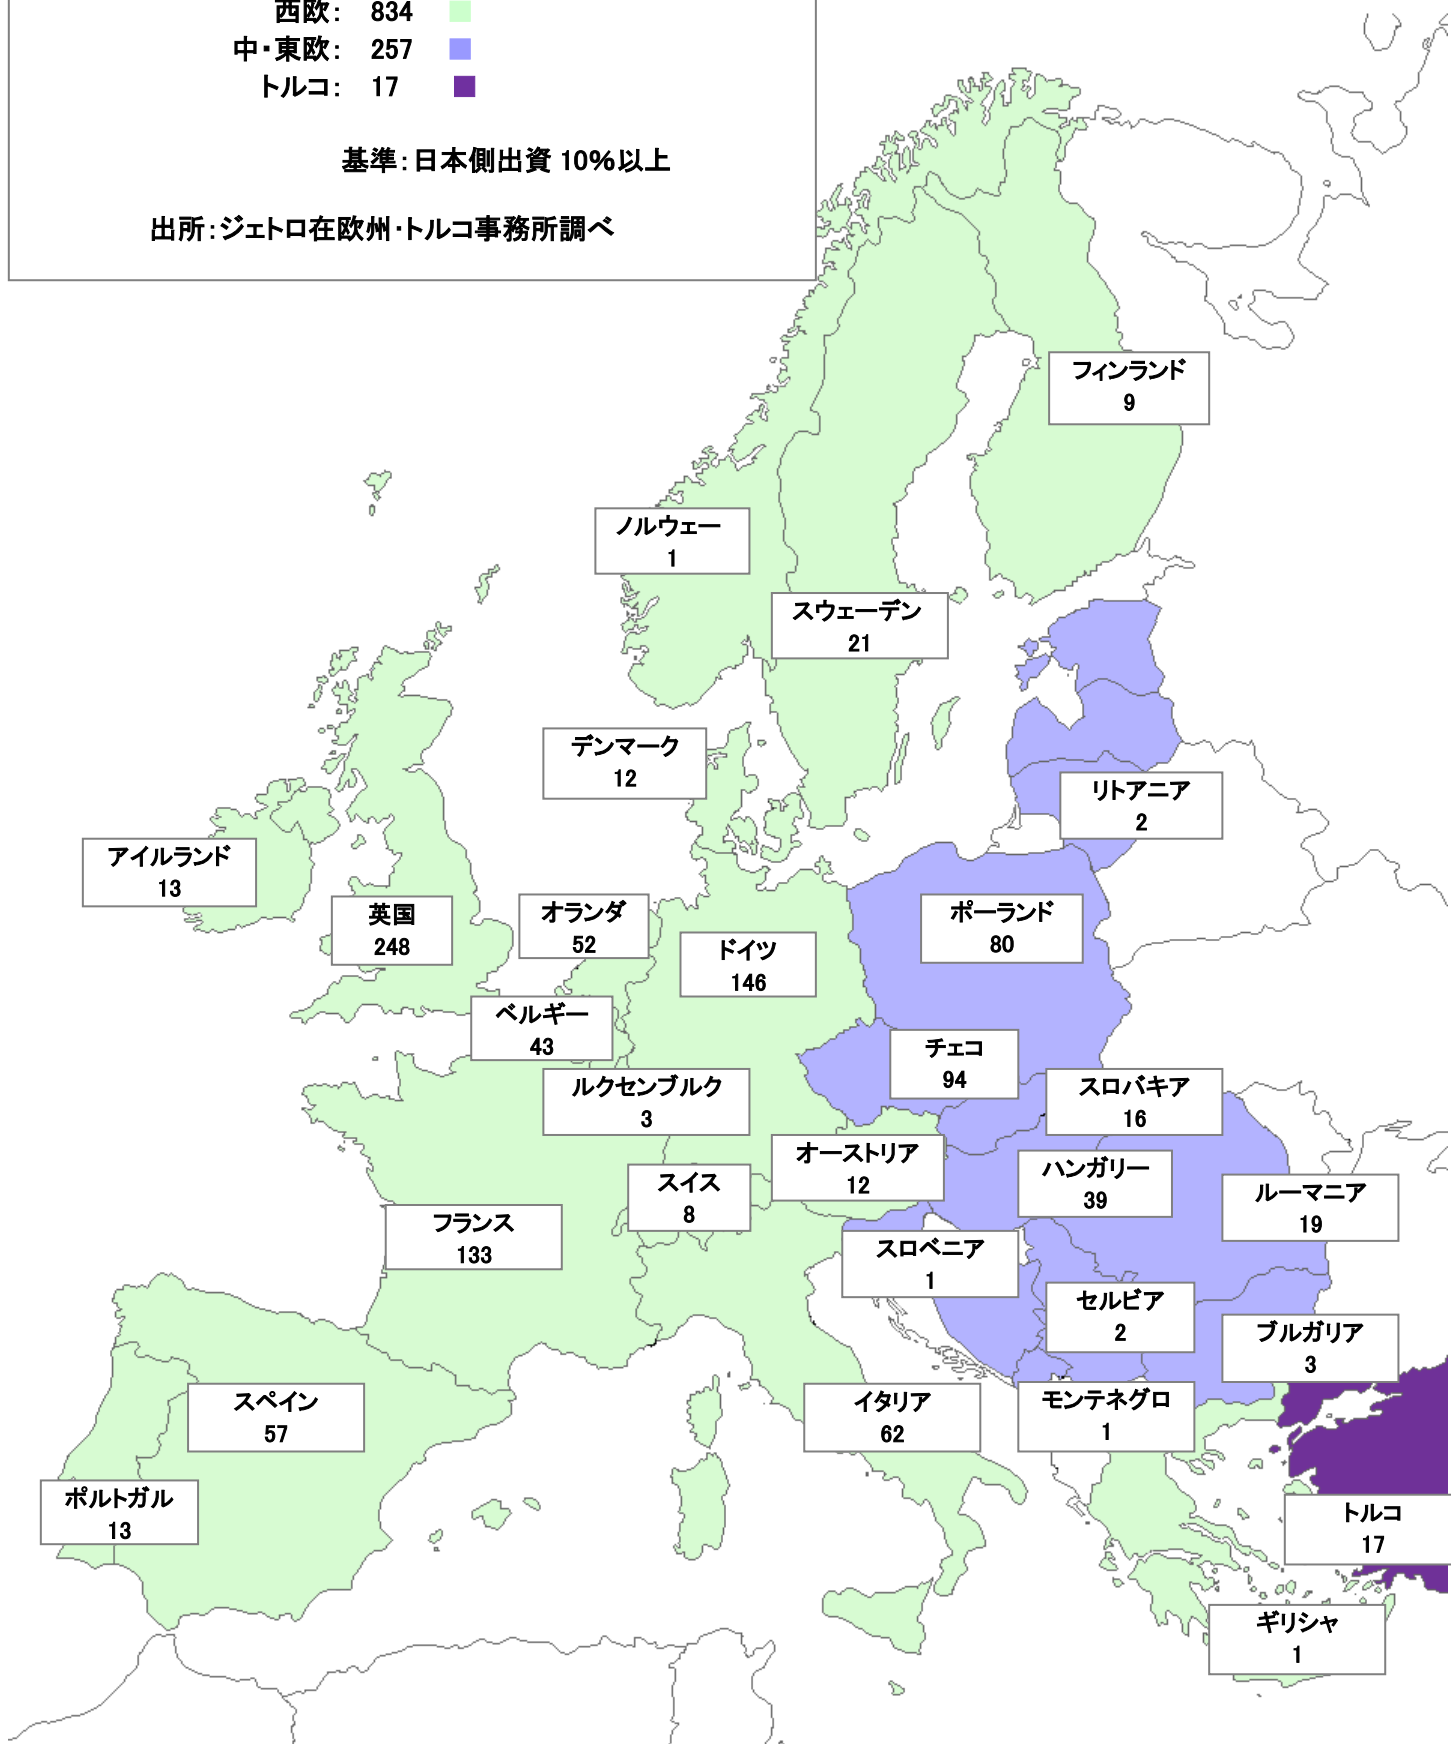 西欧： 834
中・東欧： 257
トルコ： 17
基準：日本側出資 10%以上
出所：ジェトロ在欧州・トルコ事務所調べ
フィンランド
9
ノルウェー
1
スウェーデン
21
デンマーク
12
リトアニア
2
アイルランド
13
英国
248
オランダ
52
ドイツ
146
ポーランド
80
ベルギー
43
チェコ
94
ルクセンブルク
3
スロバキア
16
オーストリア
12
ハンガリー
39
スイス
8
ルーマニア
19
フランス
133
スロベニア
1
セルビア
2
ブルガリア
3
スペイン
57
イタリア
62
モンテネグロ
1
ポルトガル
13
トルコ
17
ギリシャ
1